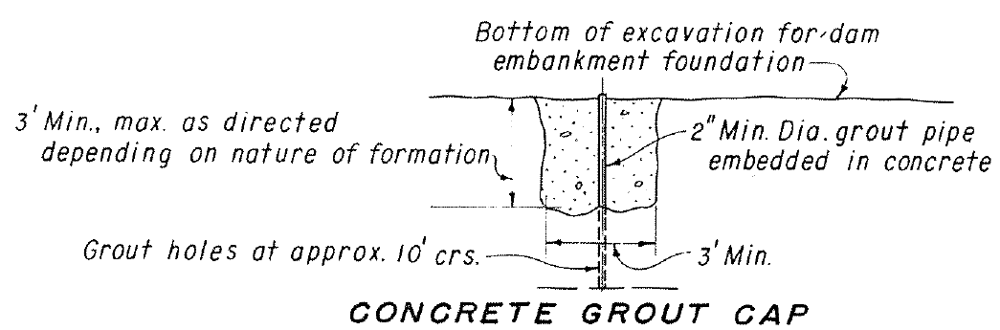 Bottom of excavation for dam
embankment foundation
3' Min., max. as directed
depending on nature of formation
2" Min. Dia. grout pipe
embedded in concrete
Grout holes at approx. 10' crs.
3' Min.
CONCRETE GROUT CAP